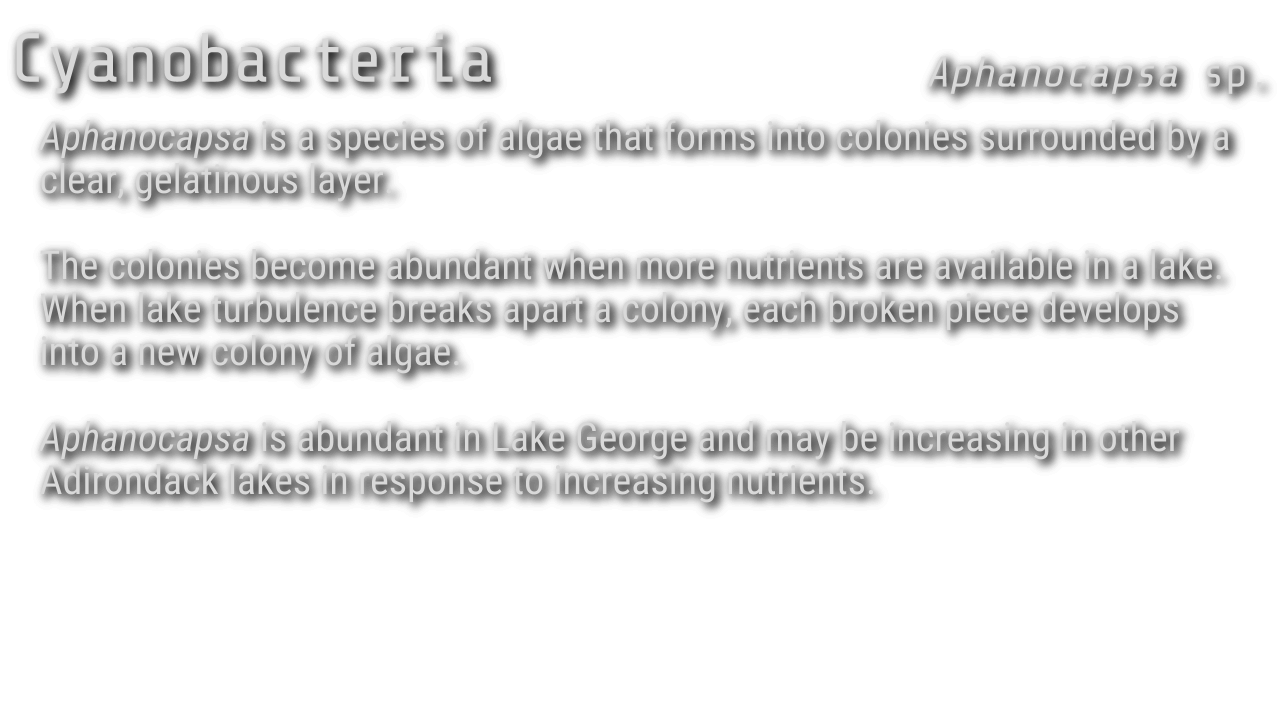 Cyanobacteria
Aphanocapsa sp.
Aphanocapsa is a species of algae that forms into colonies surrounded by a
clear, gelatinous layer.
The colonies become abundant when more nutrients are available in a lake.
When lake turbulence breaks apart a colony, each broken piece develops
into a new colony of algae.
Aphanocapsa is abundant in Lake George and may be increasing in other
Adirondack lakes in response to increasing nutrients.